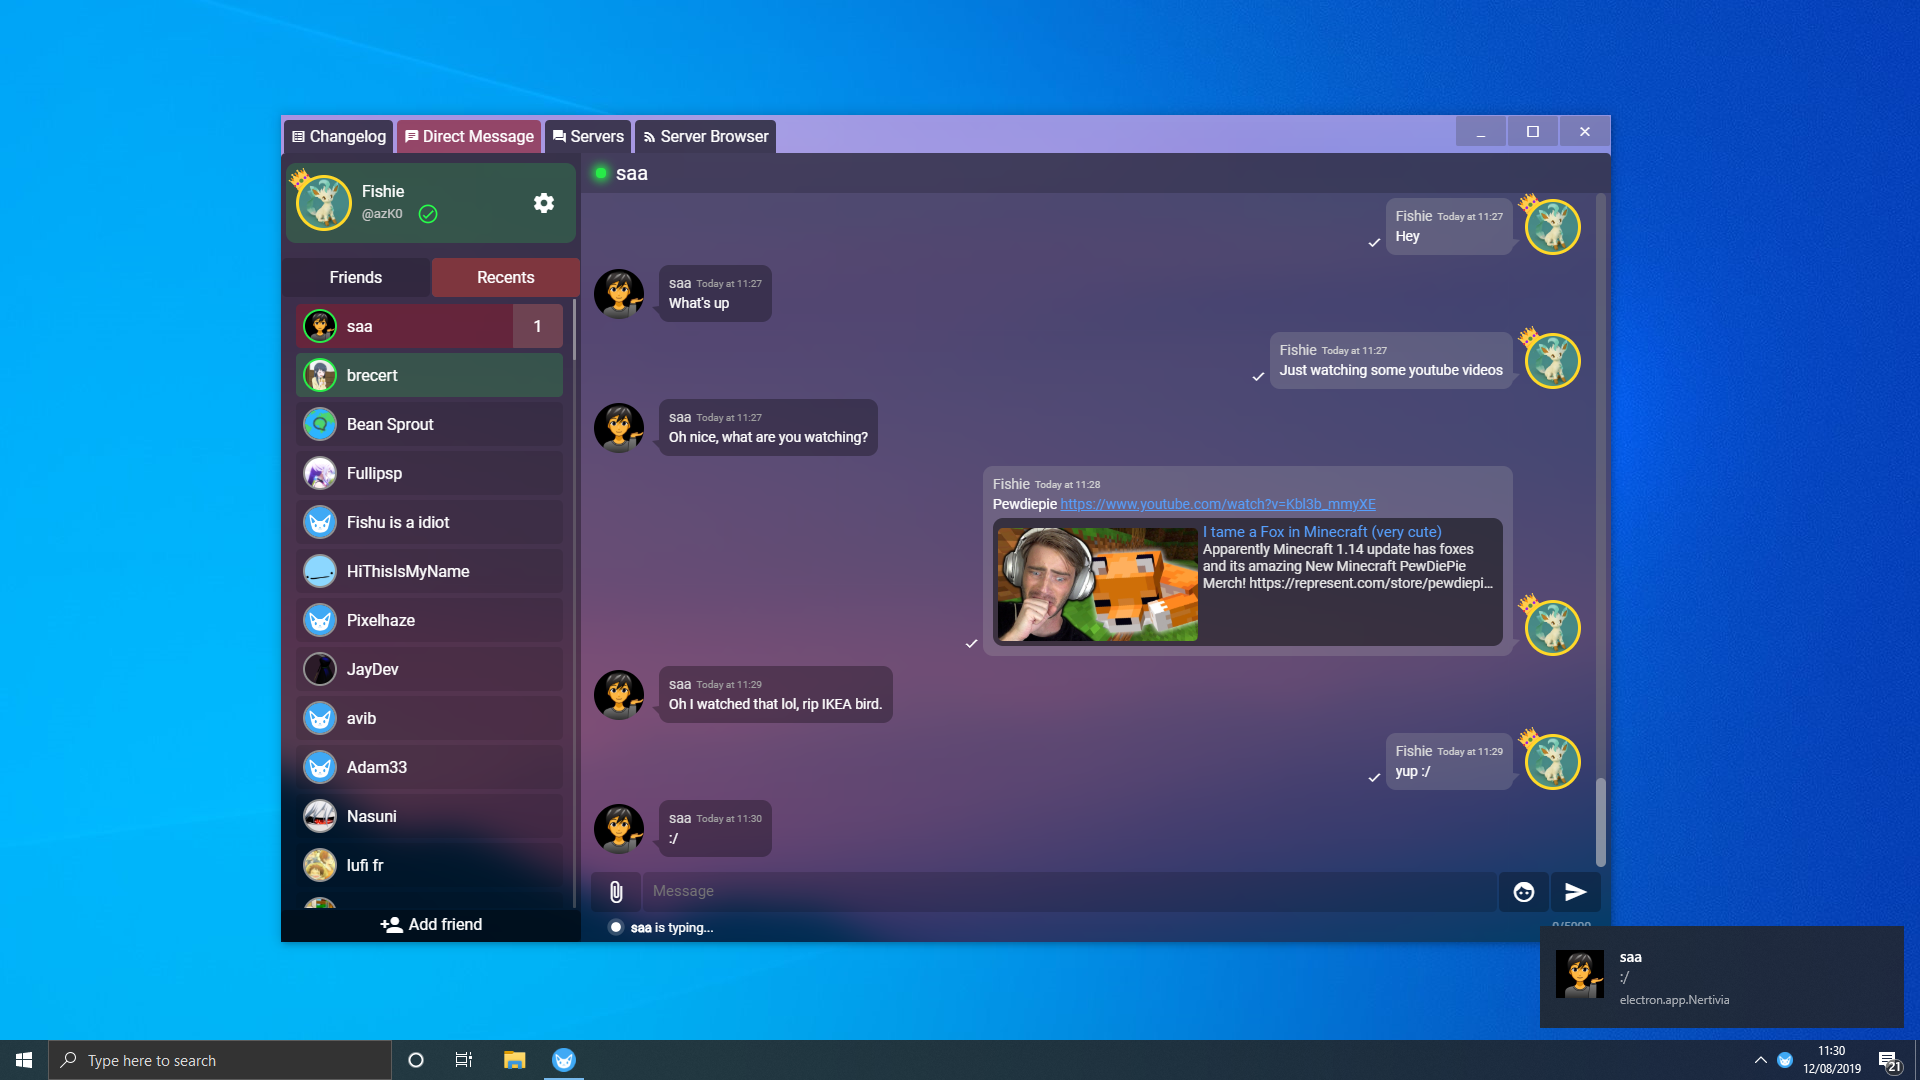 Changelog
Direct Message
Servers
Server Browser
Fishie
@azK0
Friends
Recents
saa
1
brecert
Bean Sprout
Fullipsp
Fishu is a idiot
HiThisIsMyName
Pixelhaze
JayDev
avib
Adam33
Nasuni
lufi fr
Add friend
saa
Fishie Today at 11:27
Hey
saa Today at 11:27
What's up
Fishie Today at 11:27
Just watching some youtube videos
saa Today at 11:27
Oh nice, what are you watching?
Fishie Today at 11:28
Pewdiepie https://www.youtube.com/watch?v=Kbl3b_mmyXE
I tame a Fox in Minecraft (very cute)
Apparently Minecraft 1.14 update has foxes
and its amazing New Minecraft PewDiePie
Merch! https://represent.com/store/pewdiepi...
saa Today at 11:29
Oh I watched that lol, rip IKEA bird.
Fishie Today at 11:29
yup :/
saa Today at 11:30
:/
Message
saa is typing...
saa
:/
electron.app.Nertivia
Type here to search
11:30
12/08/2019
21